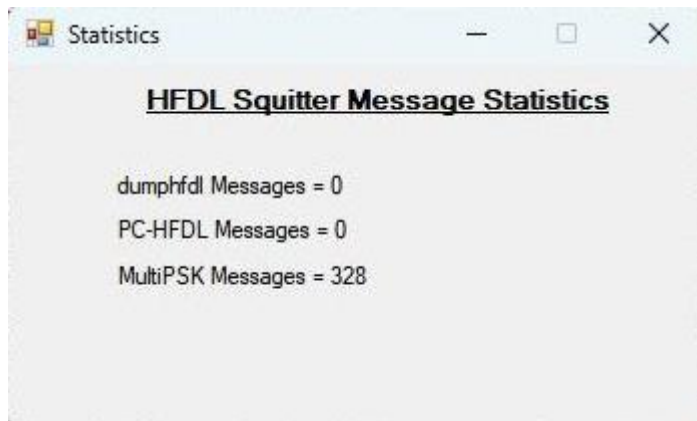 Statistics
HFDL Squitter Message Statistics
dumphfdl Messages = 0
PC-HFDL Messages = 0
MultiPSK Messages = 328